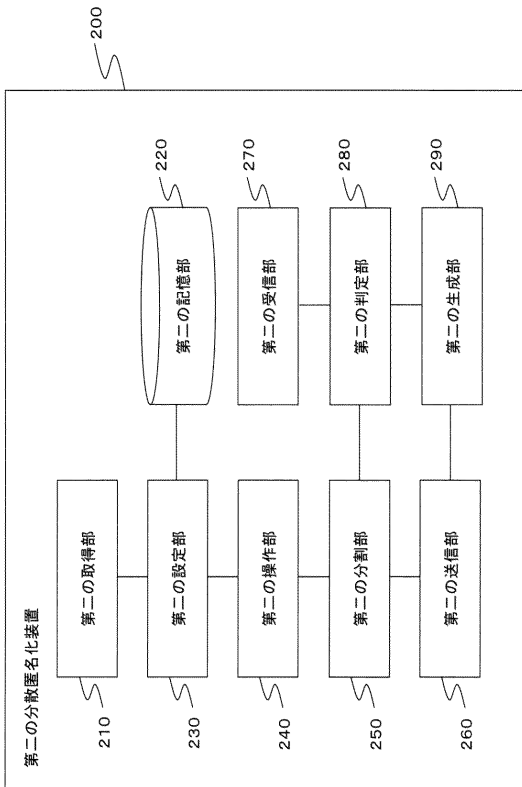 第二の分散匿名化装置
200
第二の取得部
210
第二の記憶部
220
第二の設定部
230
第二の操作部
240
第二の受信部
270
第二の分割部
250
第二の判定部
280
第二の送信部
260
第二の生成部
290